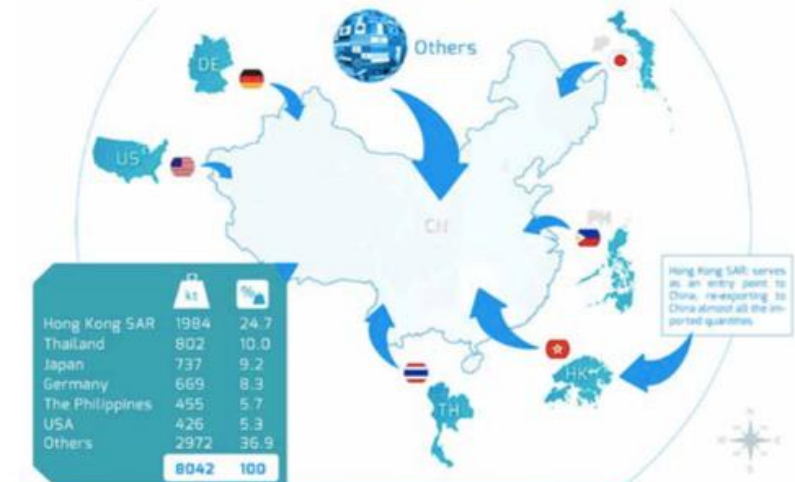 Others
DE
JP
US
CN
PH
Hong Kong SAR: serves
as an entry point to
China, re-exporting to
China almost all the im-
ported quantities
kt %
Hong Kong SAR 1984 24.7
Thailand 802 10.0
Japan 737 9.2
Germany 669 8.3
The Philippines 455 5.7
USA 426 5.3
Others 2972 36.9
8042 100
HK
TH